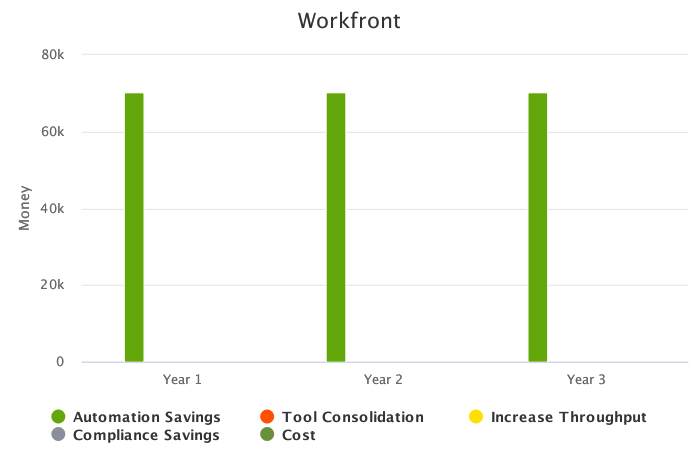 Workfront
80k
60k
40k
20k
0
Money
Year 1 Year 2 Year 3
Automation Savings Tool Consolidation Increase Throughput
Compliance Savings Cost